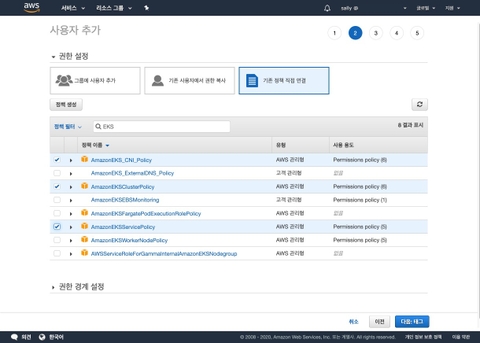 aws 서비스 리소스 그룹 sally @ 글로벌 지원
사용자 추가 1 2 3 4 5
권한 설정
그룹에 사용자 추가 기존 사용자에서 권한 복사 기존 정책 직접 연결
정책 생성
정책 필터 EKS 8 결과 표시
정책 이름 유형 사용 용도
AmazonEKS_CNI_Policy AWS 관리형 Permissions policy (6)
AmazonEKS_ExternalDNS_Policy 고객 관리형 없음
AmazonEKSClusterPolicy AWS 관리형 Permissions policy (6)
AmazonEKSEBSMonitoring 고객 관리형 Permissions policy (1)
AmazonEKSFargatePodExecutionRolePolicy AWS 관리형 없음
AmazonEKSServicePolicy AWS 관리형 Permissions policy (5)
AmazonEKSWorkerNodePolicy AWS 관리형 Permissions policy (5)
AWSServiceRoleForGammaInternalAmazonEKSNodegroup AWS 관리형 없음
권한 경계 설정
취소 이전 다음: 태그
의견 한국어 © 2008 - 2020, Amazon Web Services, Inc. 또는 계열사. All rights reserved. 개인 정보 보호 정책 이용 약관